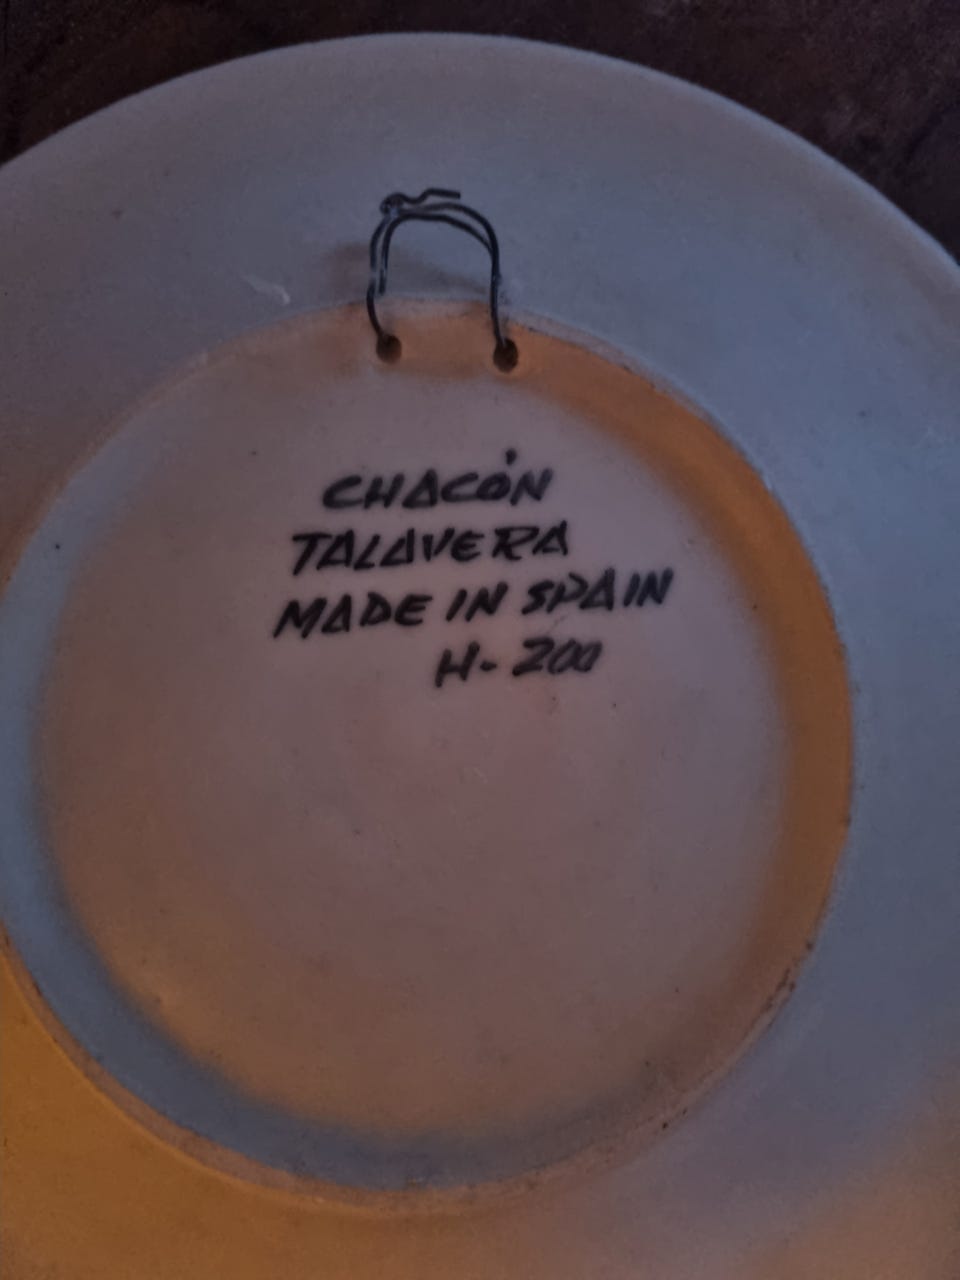 CHACÓN
TALAVERA
MADE IN SPAIN
H-200